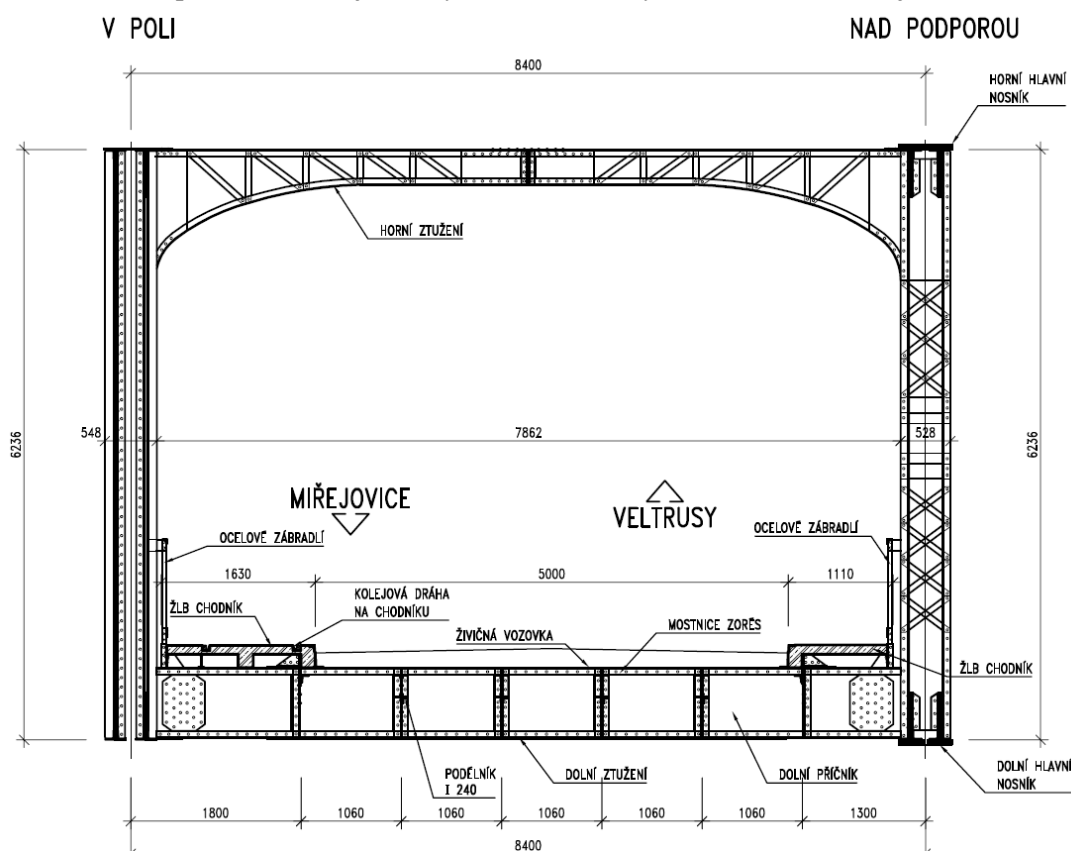 V POLI
NAD PODPOROU
8400
HORNÍ HLAVNÍ
NOSNÍK
HORNÍ ZTUŽENÍ
6236
548
7862
528
6236
MIŘEJOVICE
VELTRUSY
OCELOVÉ ZÁBRADLÍ
OCELOVÉ ZÁBRADLÍ
1630
5000
1110
KOLEJOVÁ DRÁHA
NA CHODNÍKU
ŽLB CHODNÍK
ŽIVIČNÁ VOZOVKA
MOSTNICE ZORÈS
ŽLB CHODNÍK
PODÉLNÍK
I 240
DOLNÍ ZTUŽENÍ
DOLNÍ PŘÍČNÍK
DOLNÍ HLAVNÍ
NOSNÍK
1800
1060
1060
1060
1060
1060
1300
8400